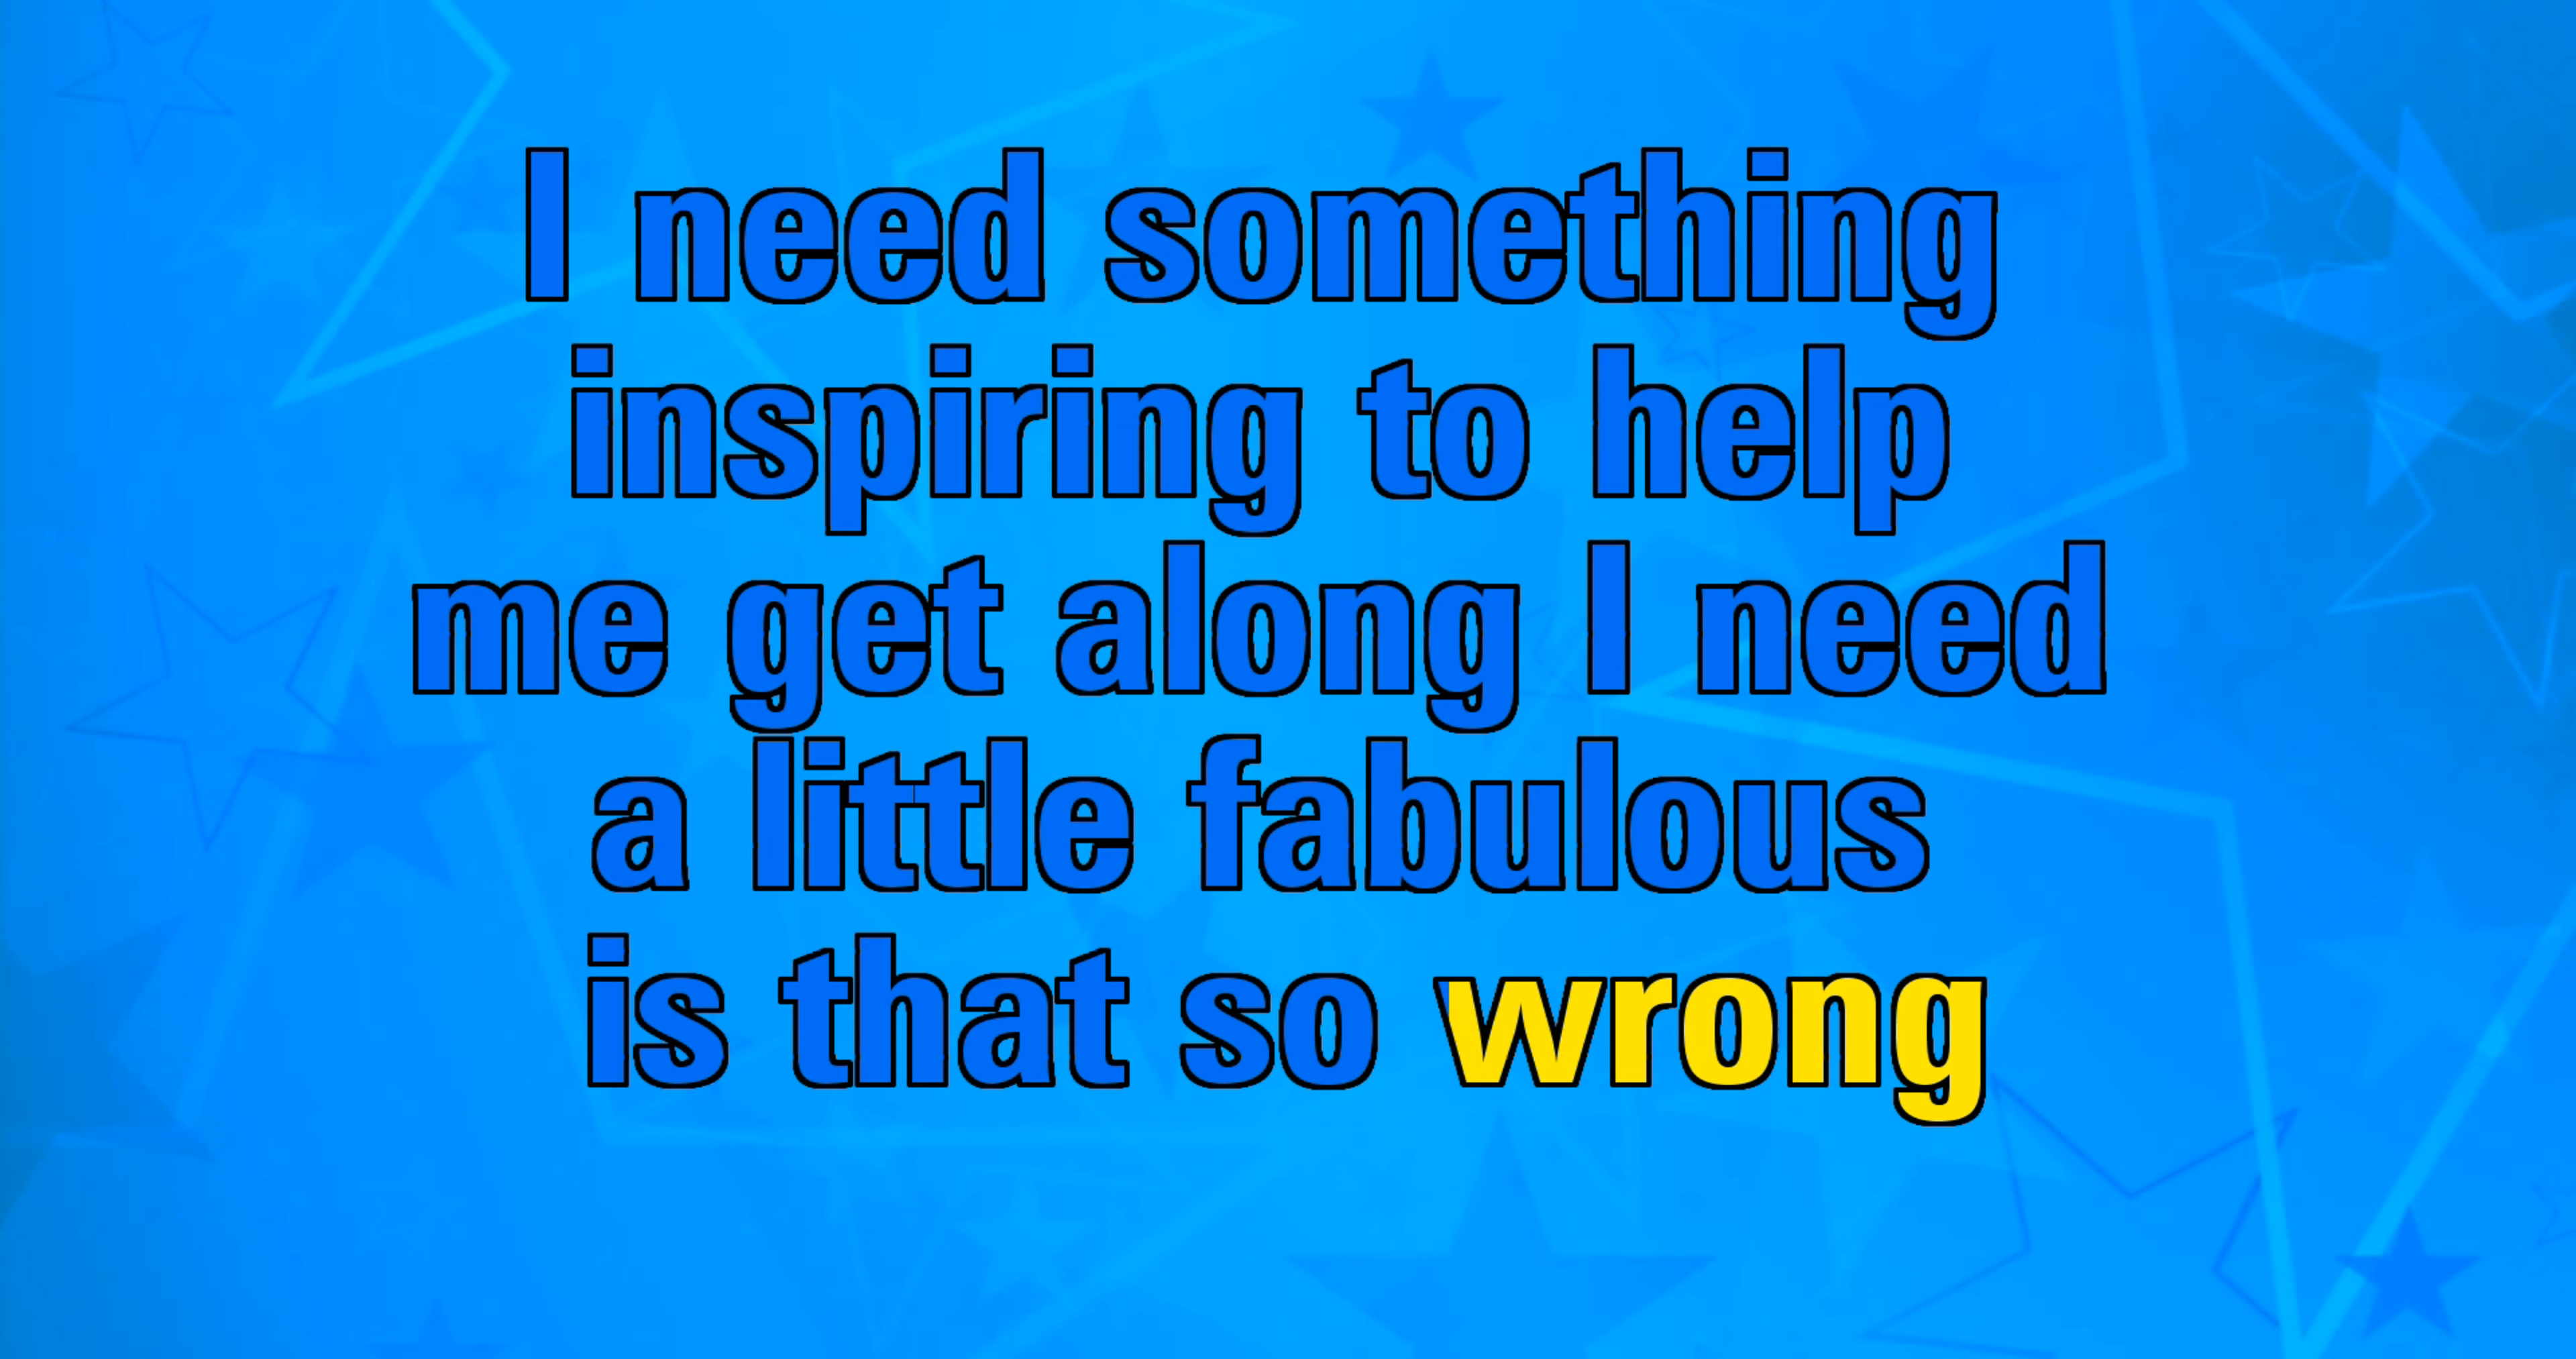 I need something
inspiring to help
me get along I need
a little fabulous
is that so wrong